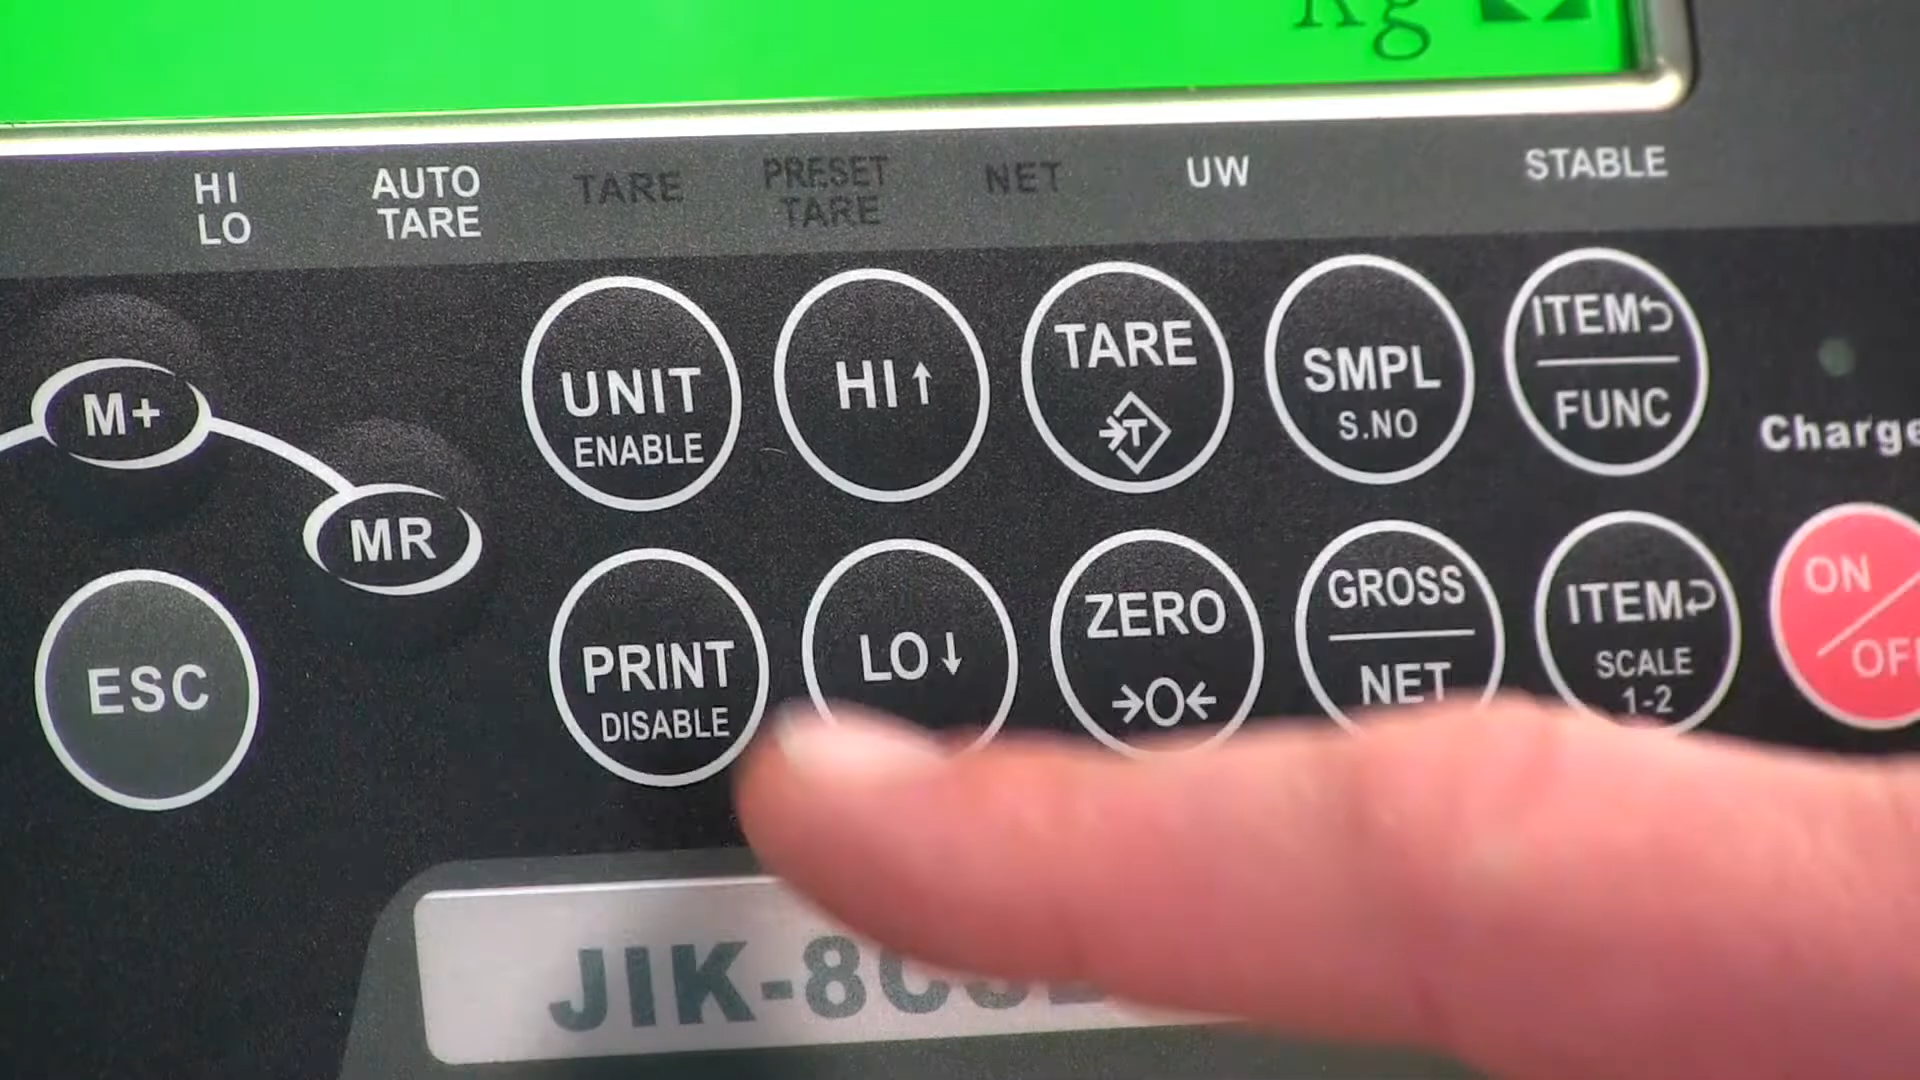 Kg
HI
LO
AUTO
TARE
TARE
PRESET
TARE
NET
UW
STABLE
M+
MR
UNIT
ENABLE
HI↑
TARE
T
SMPL
S.NO
ITEM
FUNC
Charge
ESC
PRINT
DISABLE
LO↓
ZERO
→O←
GROSS
NET
ITEM
SCALE
1-2
ON
OFF
JIK-8C